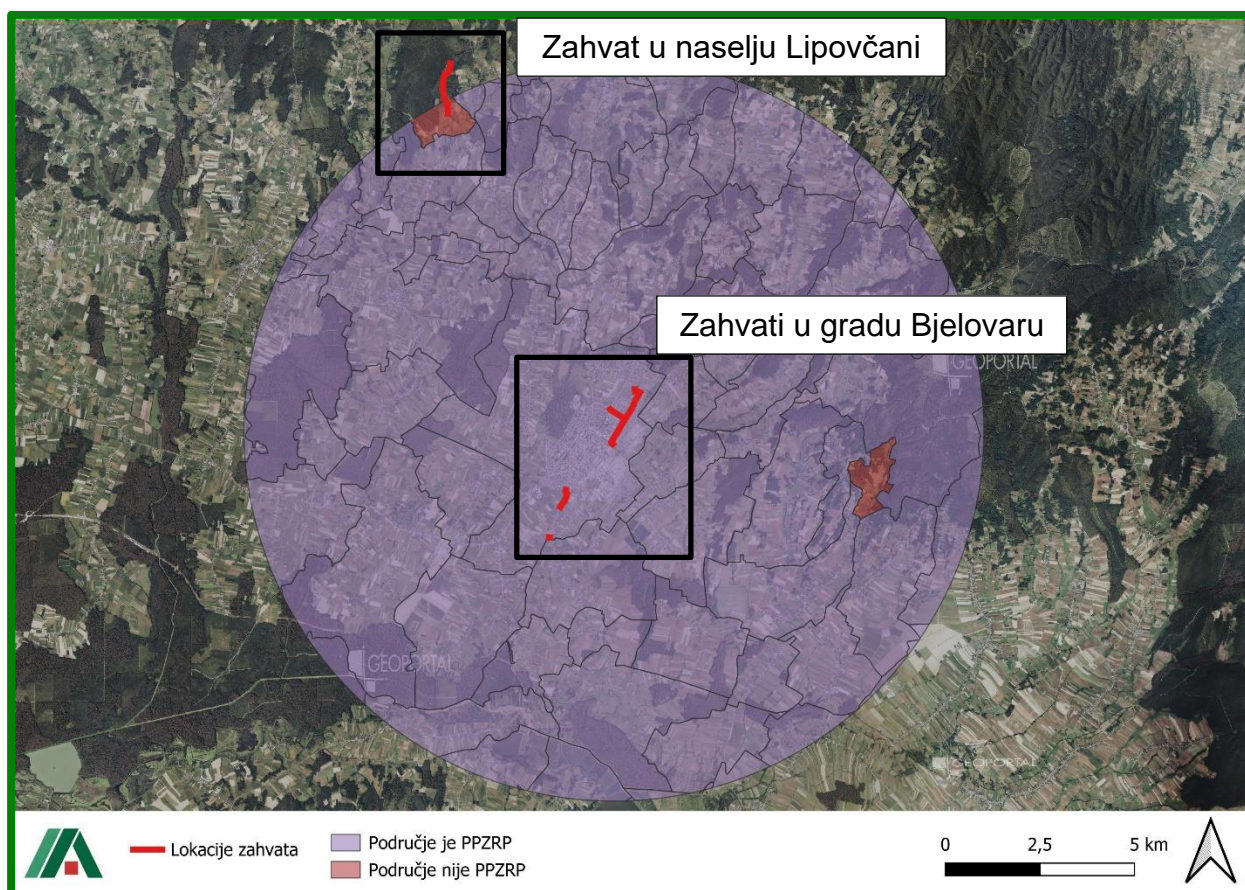 Zahvat u naselju Lipovčani
Zahvati u gradu Bjelovaru
GEOPORTAL
GEOPORTAL
GEOPORTAL
Lokacije zahvata
Područje je PPZRP
Područje nije PPZRP
0 2,5 5 km